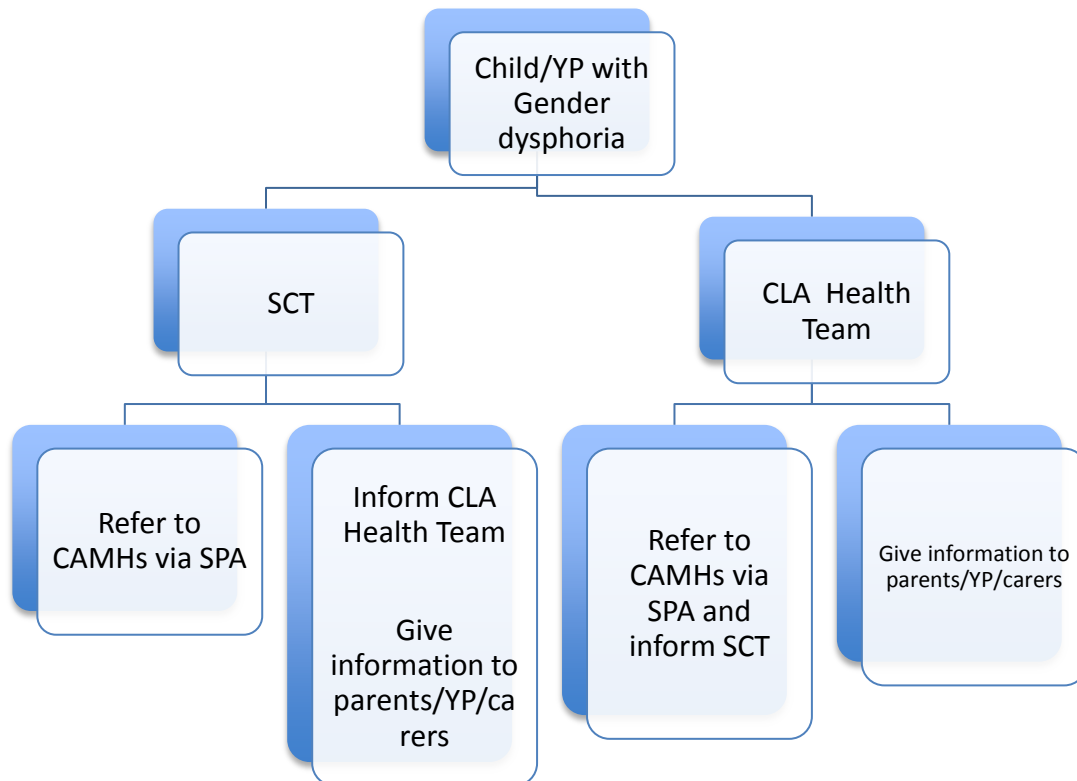 Child/YP with
Gender
dysphoria
SCT
CLA  Health
Team
Refer to
CAMHs via SPA
Inform CLA
Health Team
Give
information to
parents/YP/ca
rers
Refer to
CAMHs via
SPA and
inform SCT
Give information to
parents/YP/carers